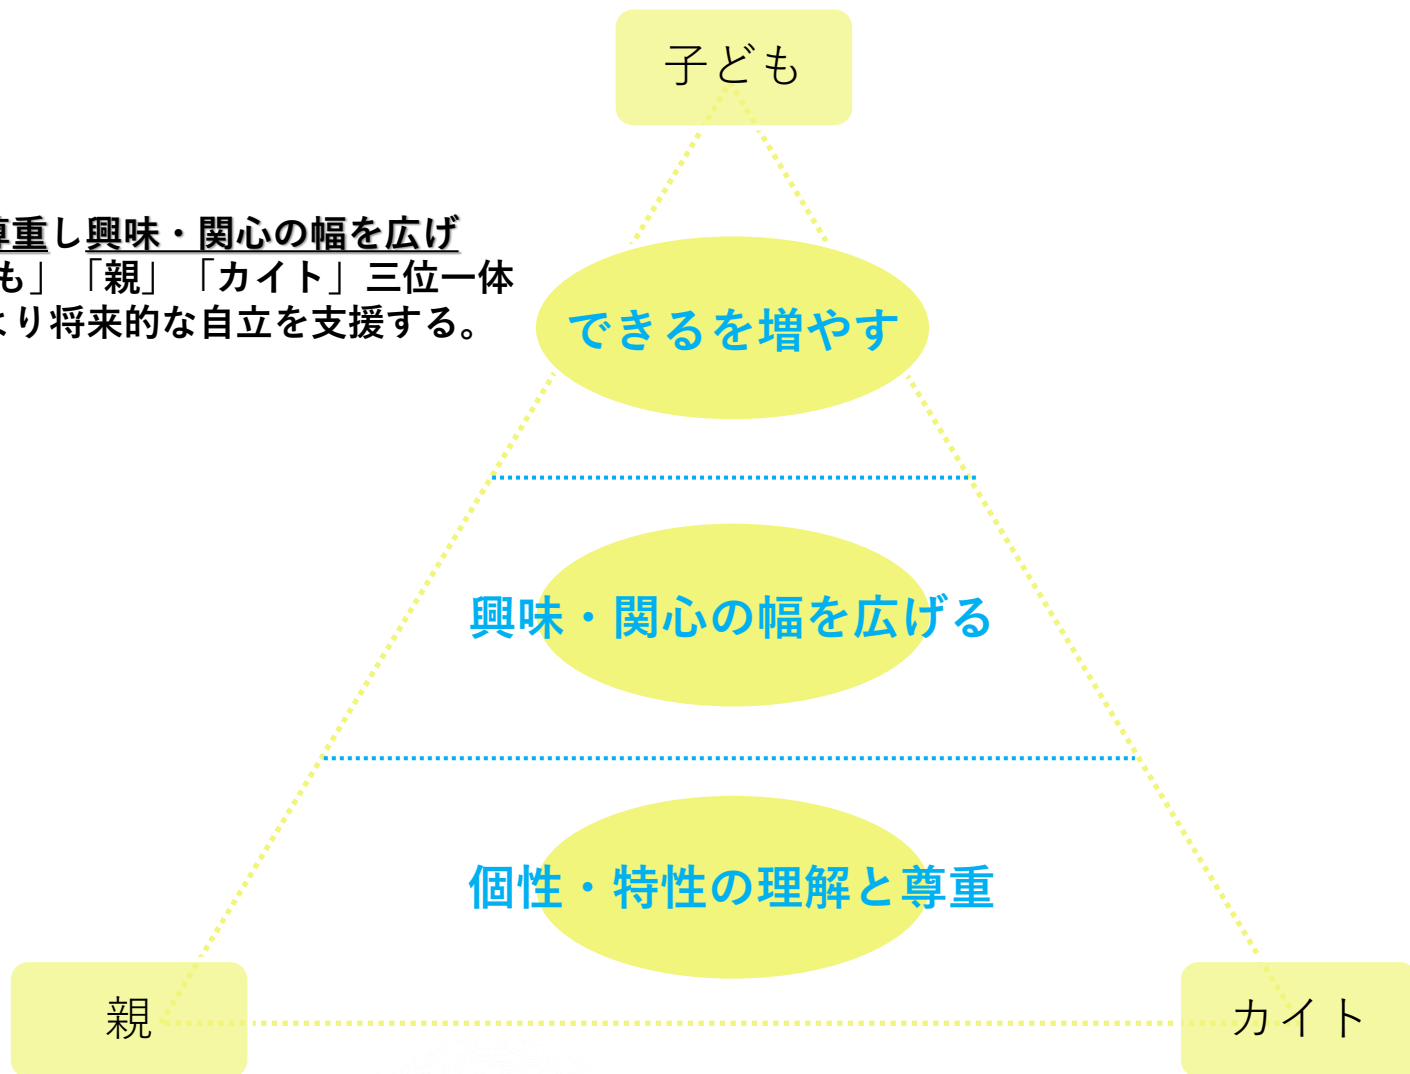 子ども
尊重し興味・関心の幅を広げ
も」「親」「カイト」三位一体
より将来的な自立を支援する。
できるを増やす
興味・関心の幅を広げる
個性・特性の理解と尊重
親
カイト